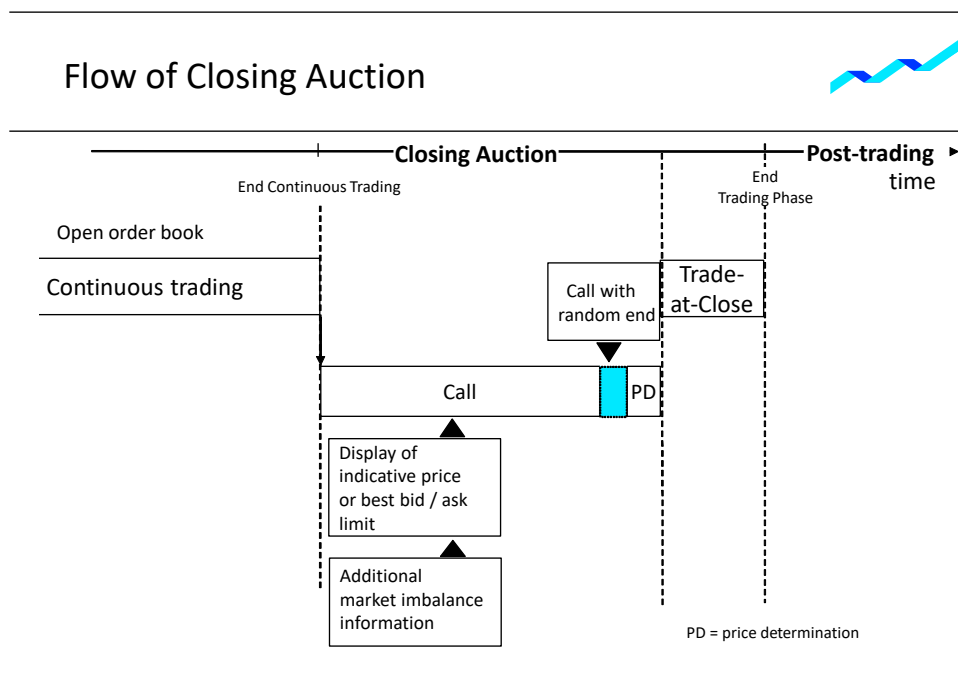 Flow of Closing Auction
Closing Auction
Post-trading
time
End Continuous Trading
End
Trading Phase
Open order book
Continuous trading
Call with
random end
Trade-
at-Close
Call
PD
Display of
indicative price
or best bid / ask
limit
Additional
market imbalance
information
PD = price determination